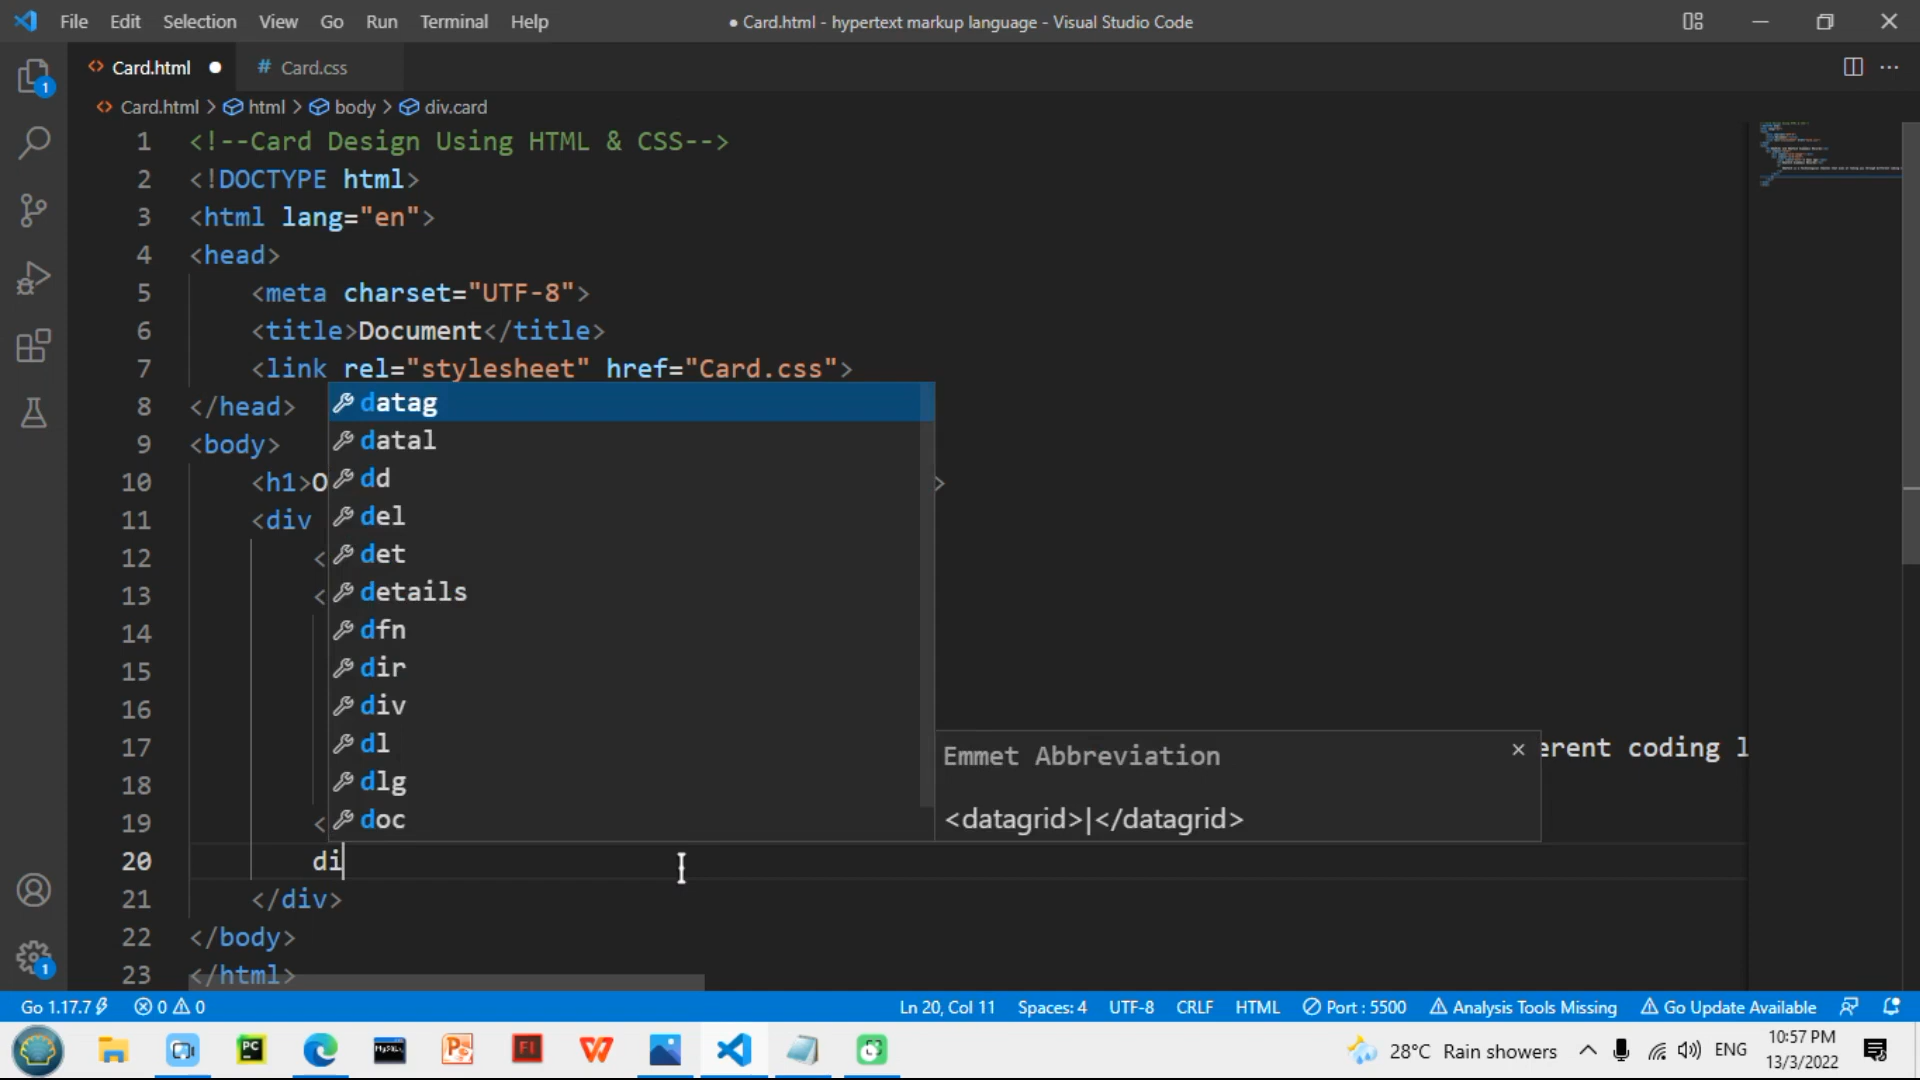 File Edit Selection View Go Run Terminal Help
● Card.html - hypertext markup language - Visual Studio Code
Card.html
# Card.css
Card.html > html > body > div.card
1 <!--Card Design Using HTML & CSS-->
2 <!DOCTYPE html>
3 <html lang="en">
4 <head>
5 <meta charset="UTF-8">
6 <title>Document</title>
7 <link rel="stylesheet" href="Card.css">
8 </head>
9 <body>
10 <h1>O >
11 <div
12 <
13 <
14
15
16
17 erent coding l
18
19 <
20 di
21 </div>
22 </body>
23 </html>
datag
datal
dd
del
det
details
dfn
dir
div
dl
dlg
doc
Emmet Abbreviation
<datagrid>|</datagrid>
1
1
Go 1.17.7 0 0 Ln 20, Col 11 Spaces: 4 UTF-8 CRLF HTML Port : 5500 Analysis Tools Missing Go Update Available
PC
MySQL
P
Fl
W
28°C Rain showers
ENG
10:57 PM
13/3/2022